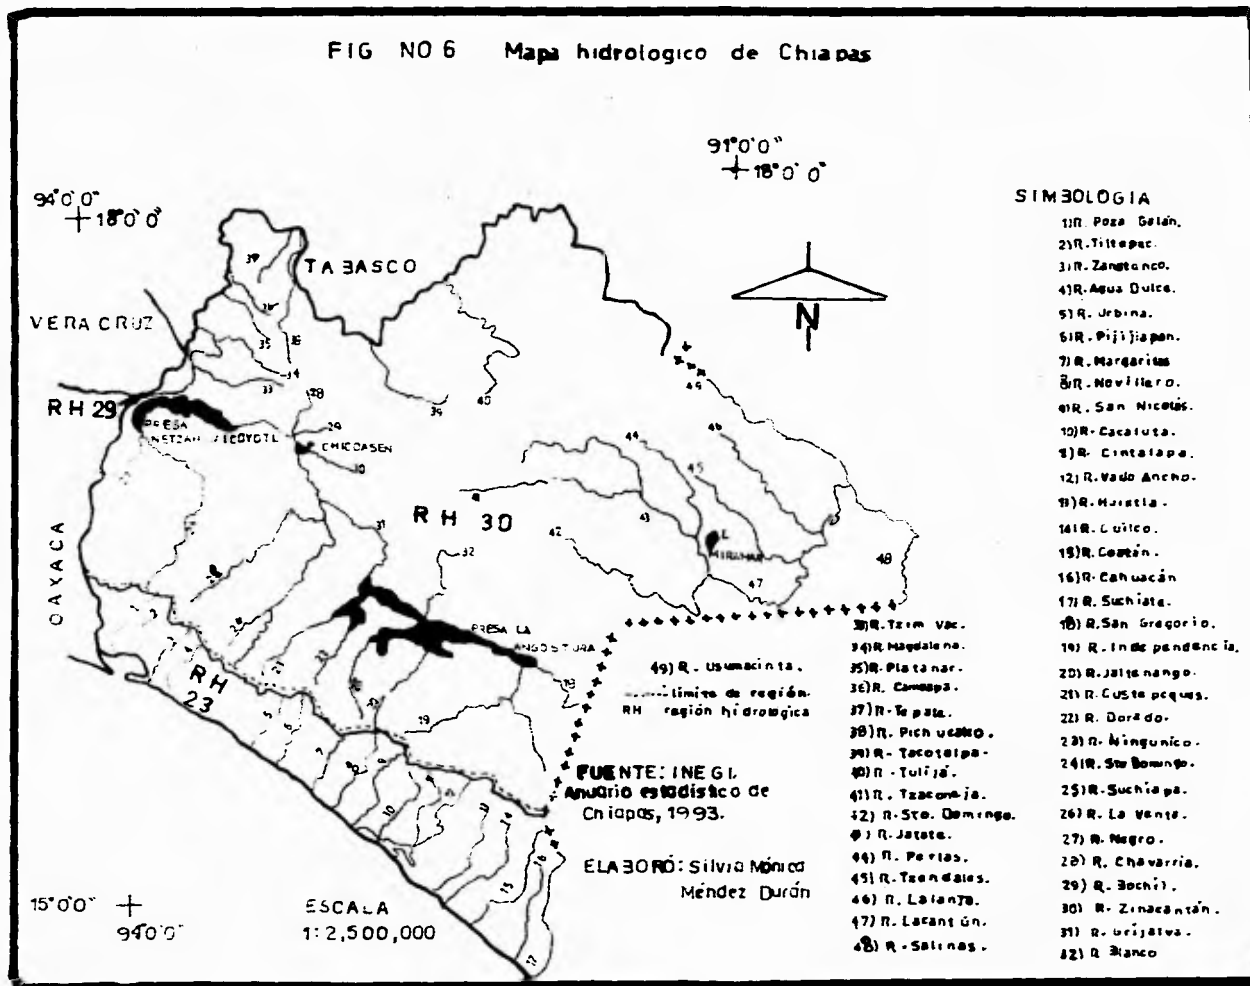 FIG NO 6 Mapa hidrologico de Chiapas
91°0'0"
18°0'0"
94°0'0"
18°0'0"
TABASCO
VERACRUZ
OAXACA
N
RH 29
RH 30
RH
23
PRESA
NETZAHUALCOYOTL
CHICOASEN
L
MIRAMAR
PRESA LA
ANGOSTURA
SIMBOLOGIA
1)R. Poza Galán.
2)R. Tiltepec.
3)R. Zanatenco.
4)R. Agua Dulce.
5)R. Urbina.
6)R. Pijijiapan.
7)R. Margaritas
8)R. Novillero.
9)R. San Nicolás.
10)R. Cacaluta.
11)R. Cintalapa.
12)R. Vado Ancho.
13)R. Huixtla.
14)R. Cuilco.
15)R. Coatán.
16)R. Cahuacán
17)R. Suchiate.
18)R. San Gregorio.
19) R. Independencia.
20)R. Jaltenango.
21)R. Custepeques.
22) R. Dorado.
23)R. Ningunico.
24)R. Sto Domingo.
25)R. Suchiapa.
26)R. La Venta.
27)R. Negro.
28) R. Chavarría.
29) R. Bochil.
30) R. Zinacantán.
31) R. Grijalva.
32) R Blanco
33)R. Tzim Vac.
34)R. Magdalena.
35)R. Platanar.
36)R. Camoapa.
37)R. Tepate.
38)R. Pichucalco.
39)R. Tacotalpa.
40)R. Tulijá.
41)R. Tzaconeja.
42) R. Sto. Domingo.
R. Jatate.
44) R. Perlas.
45)R. Tzendales.
46) R. Lalanta.
47) R. Lacantún.
48) R. Salinas.
49) R. Usumacinta.
límite de región.
RH región hidrologica
FUENTE: INEGI.
Anuario estadistico de
Chiapas, 1993.
ELABORÓ: Silvia Mónica
Méndez Durán
ESCALA
1:2,500,000
15°0'0"
94°0'0"